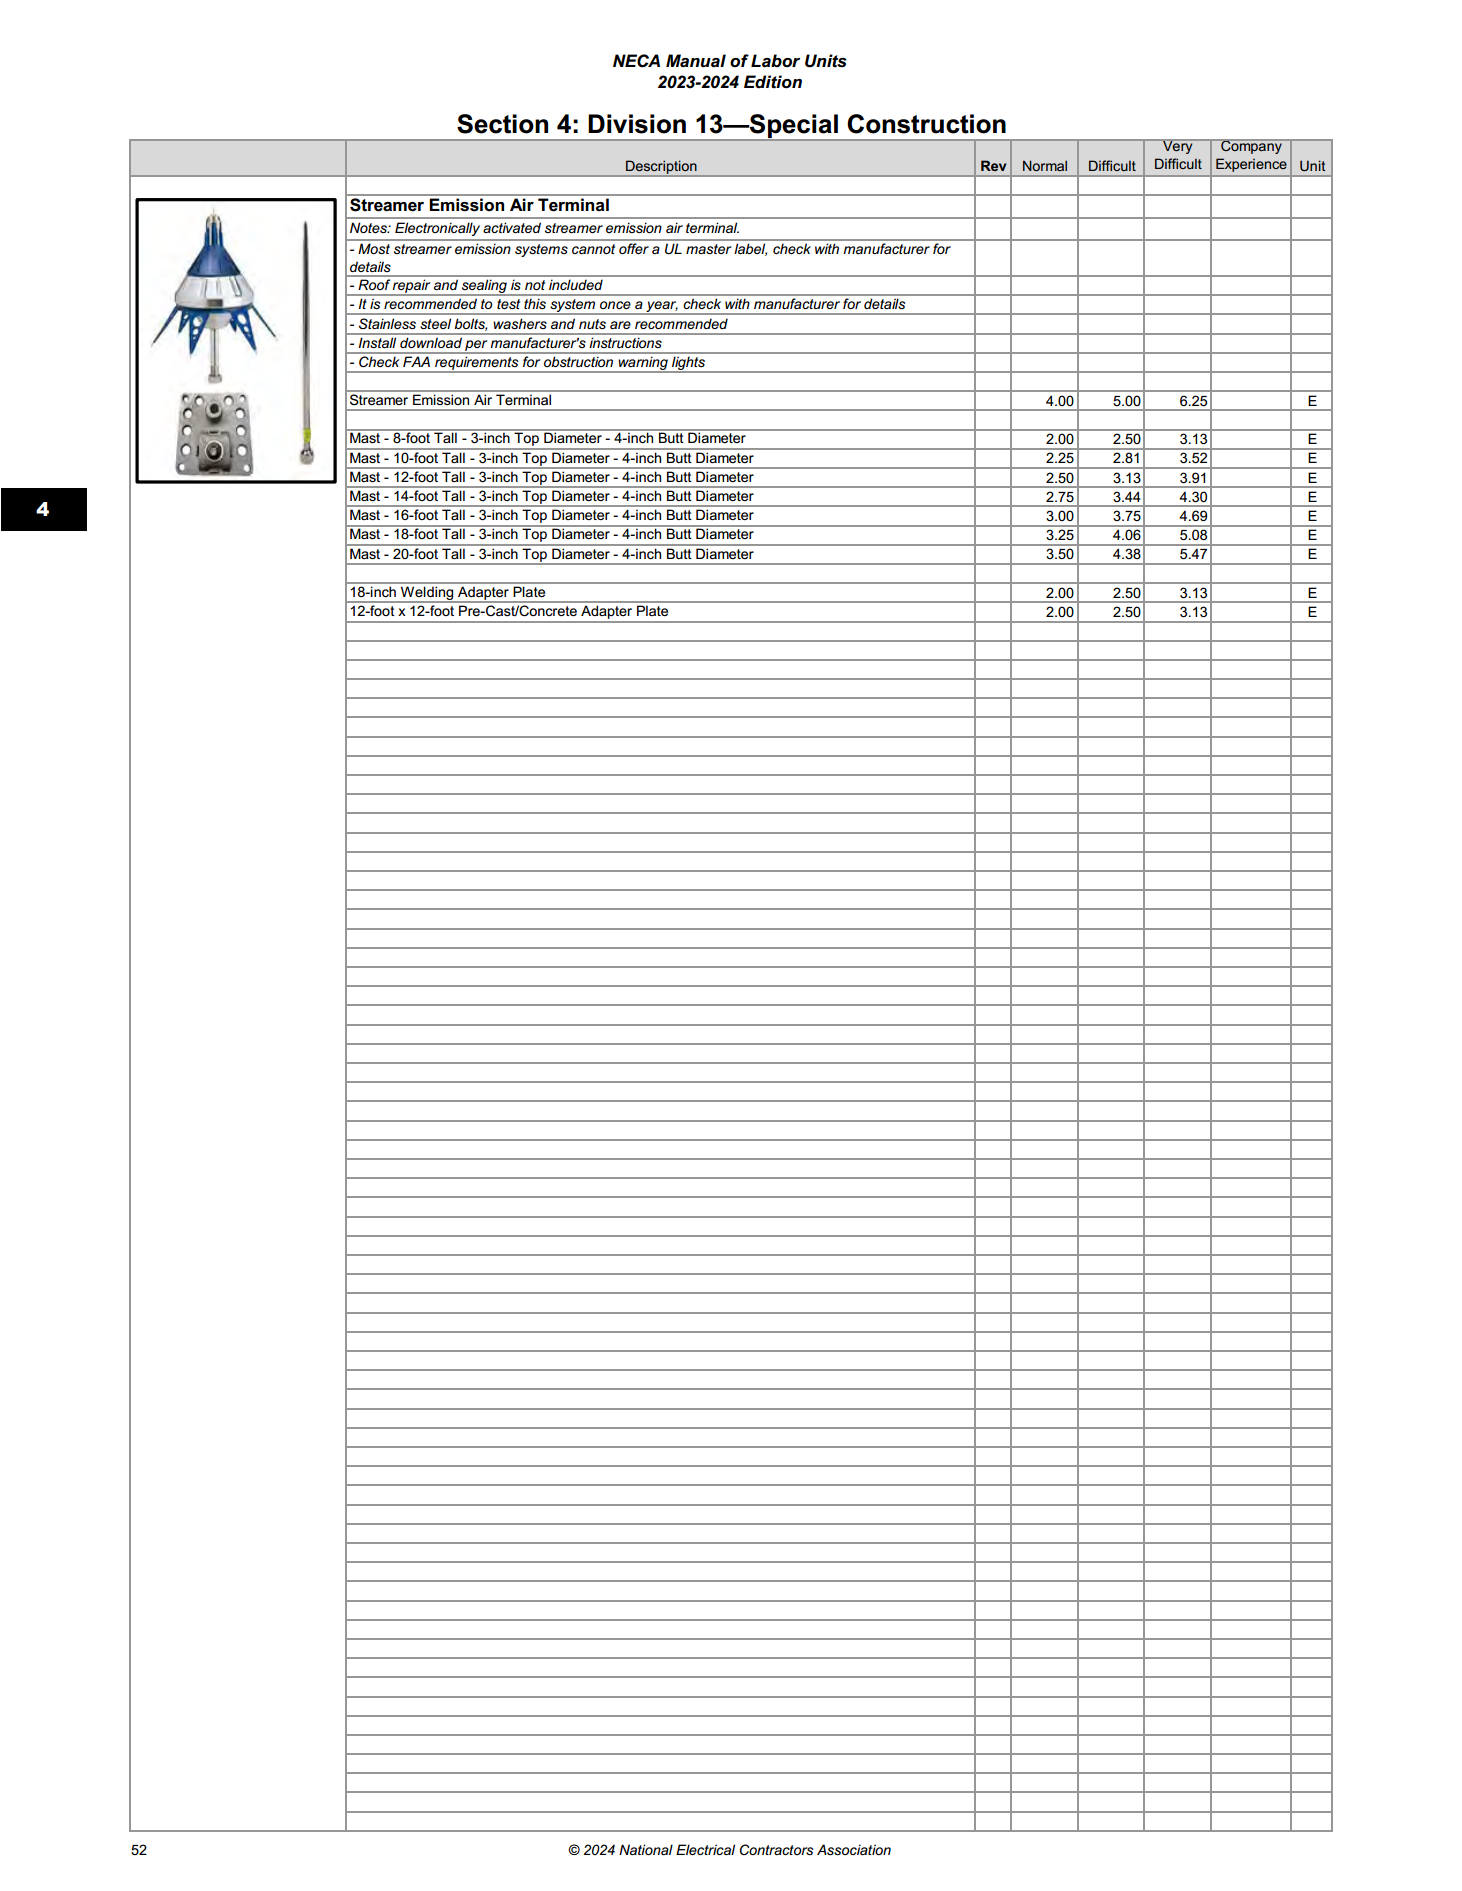 NECA Manual of Labor Units
2023-2024 Edition
Section 4: Division 13—Special Construction
Description Rev Normal Difficult Very Difficult Company Experience Unit
Streamer Emission Air Terminal
Notes: Electronically activated streamer emission air terminal.
- Most streamer emission systems cannot offer a UL master label, check with manufacturer for
details
- Roof repair and sealing is not included
- It is recommended to test this system once a year, check with manufacturer for details
- Stainless steel bolts, washers and nuts are recommended
- Install download per manufacturer's instructions
- Check FAA requirements for obstruction warning lights
Streamer Emission Air Terminal 4.00 5.00 6.25 E
Mast - 8-foot Tall - 3-inch Top Diameter - 4-inch Butt Diameter 2.00 2.50 3.13 E
Mast - 10-foot Tall - 3-inch Top Diameter - 4-inch Butt Diameter 2.25 2.81 3.52 E
Mast - 12-foot Tall - 3-inch Top Diameter - 4-inch Butt Diameter 2.50 3.13 3.91 E
Mast - 14-foot Tall - 3-inch Top Diameter - 4-inch Butt Diameter 2.75 3.44 4.30 E
Mast - 16-foot Tall - 3-inch Top Diameter - 4-inch Butt Diameter 3.00 3.75 4.69 E
Mast - 18-foot Tall - 3-inch Top Diameter - 4-inch Butt Diameter 3.25 4.06 5.08 E
Mast - 20-foot Tall - 3-inch Top Diameter - 4-inch Butt Diameter 3.50 4.38 5.47 E
4
18-inch Welding Adapter Plate 2.00 2.50 3.13 E
12-foot x 12-foot Pre-Cast/Concrete Adapter Plate 2.00 2.50 3.13 E
52 © 2024 National Electrical Contractors Association